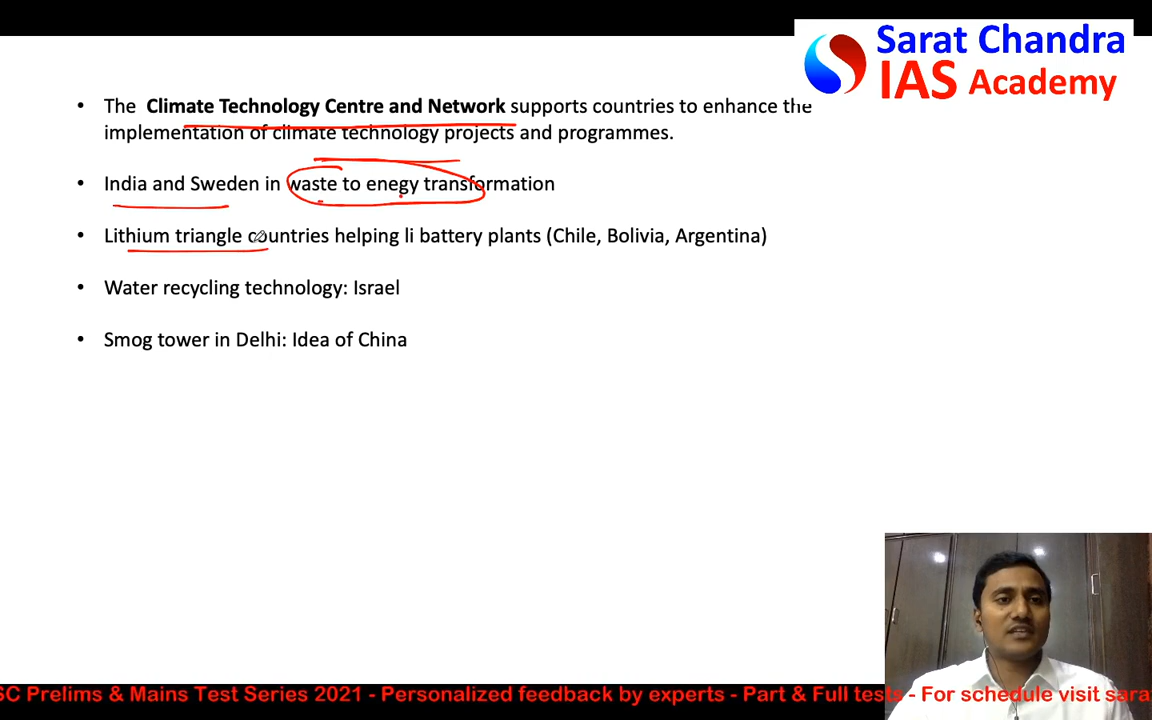 Sarat Chandra
IAS Academy
• The Climate Technology Centre and Network supports countries to enhance the
implementation of climate technology projects and programmes.
• India and Sweden in waste to enegy transformation
• Lithium triangle countries helping li battery plants (Chile, Bolivia, Argentina)
• Water recycling technology: Israel
• Smog tower in Delhi: Idea of China
SC Prelims & Mains Test Series 2021 - Personalized feedback by experts - Part & Full tests - For schedule visit sara